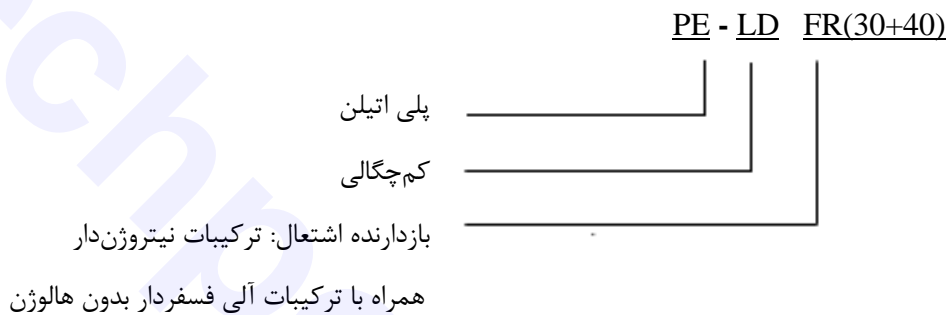 PE - LD FR(30+40)
پلی اتیلن
کم‌چگالی
بازدارنده اشتعال: ترکیبات نیتروژن‌دار
همراه با ترکیبات آلی فسفردار بدون هالوژن